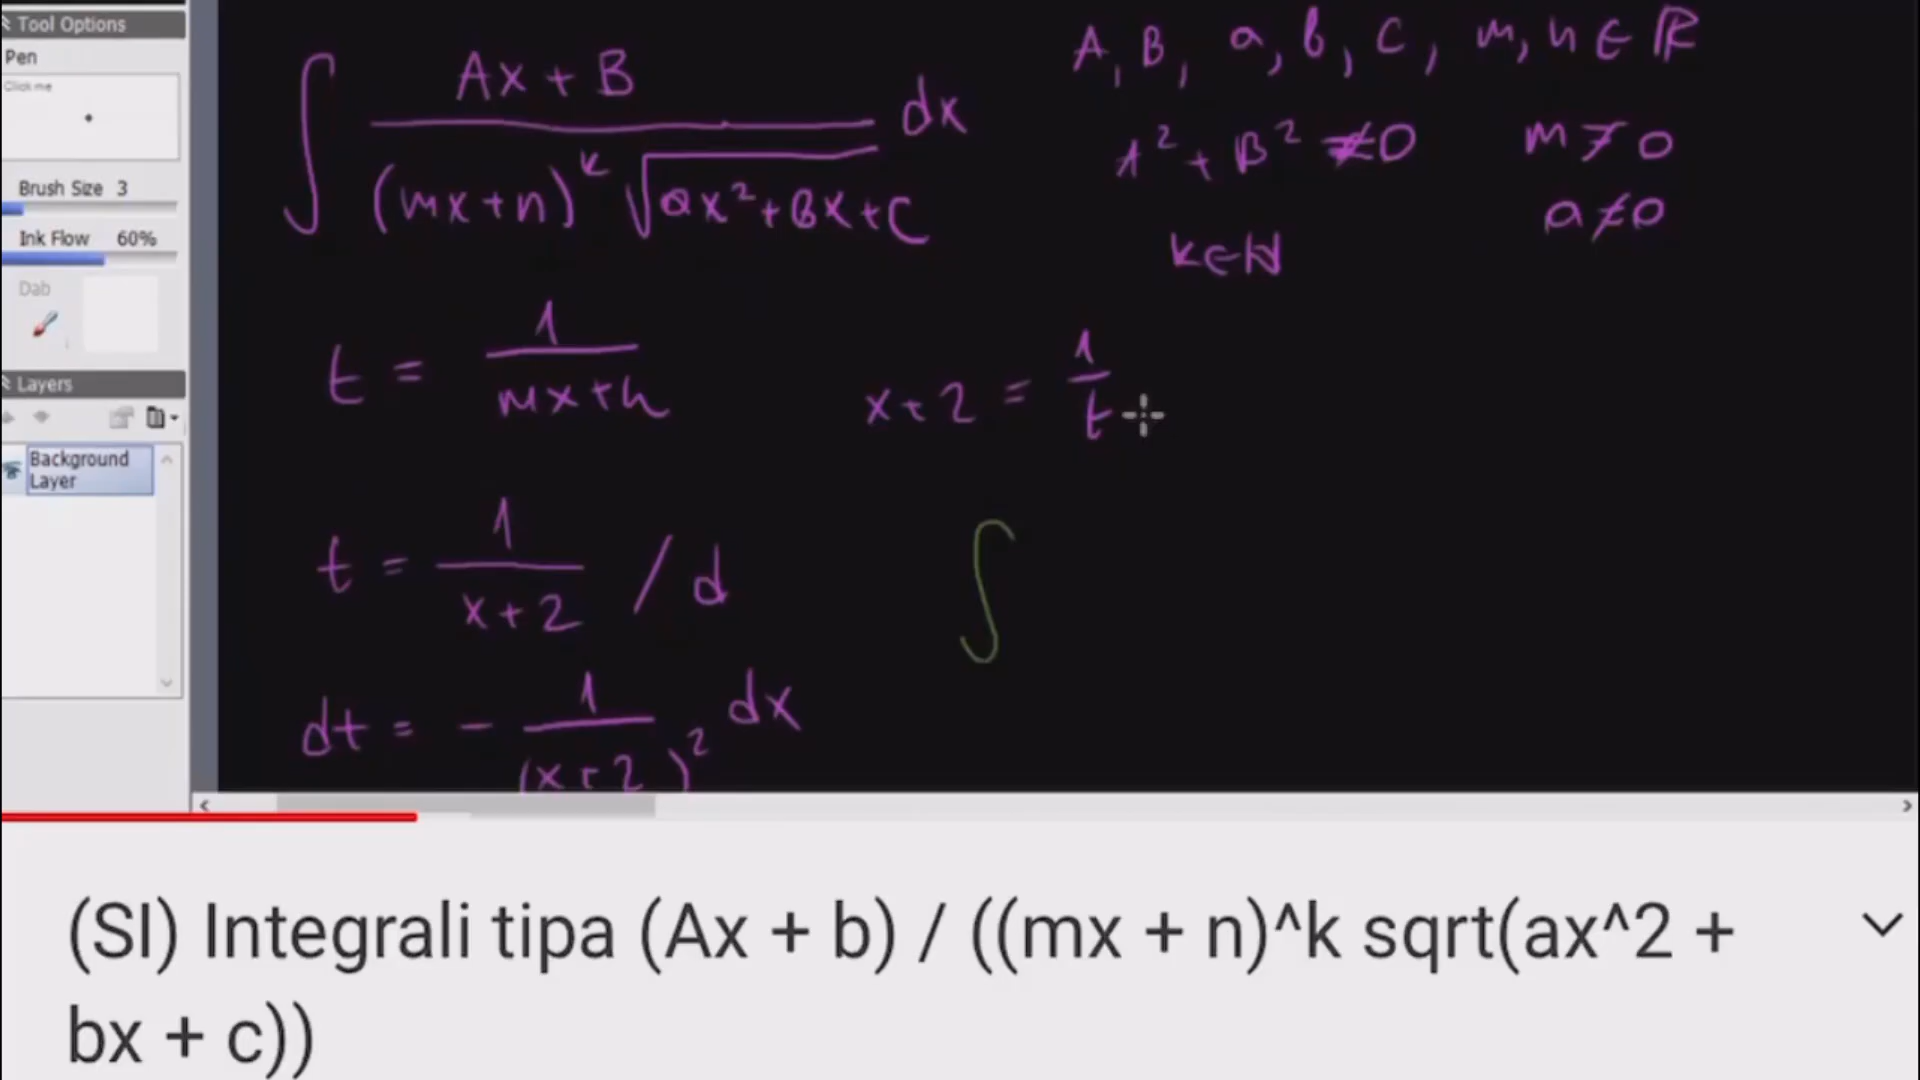 Tool Options
Pen
Click me
Brush Size 3
Ink Flow 60%
Dab
Layers
Background
Layer
∫ (Ax + B) / ((mx+n)^k √(ax²+bx+c)) dx
A, B, a, b, c, m, n ∈ ℝ
A² + B² ≠ 0 m ≠ 0
a ≠ 0
k ∈ ℕ
t = 1 / (mx+n)
x + 2 = 1 / t
t = 1 / (x+2) / d
∫
dt = - 1 / (x+2)² dx
(SI) Integrali tipa (Ax + b) / ((mx + n)^k sqrt(ax^2 +
bx + c))